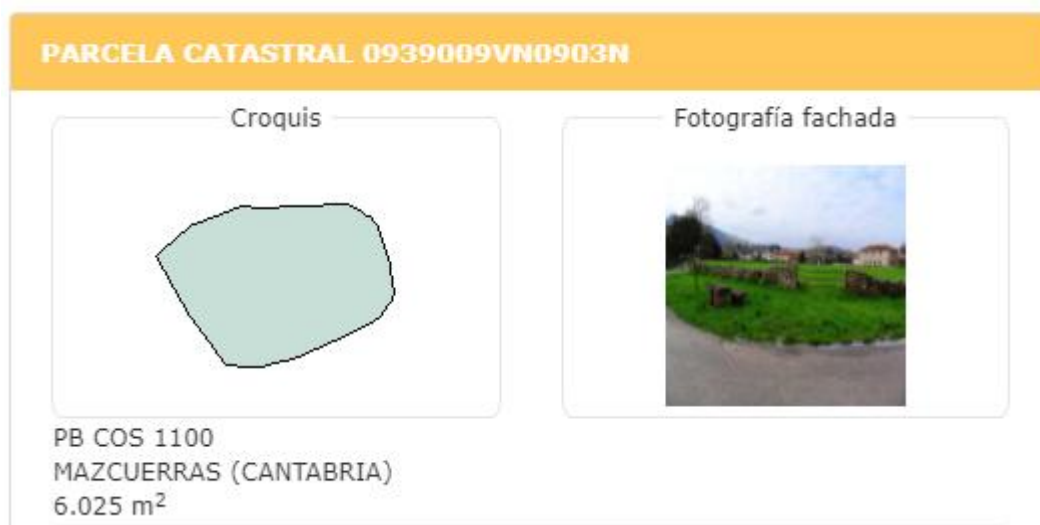 PARCELA CATASTRAL 0939009VN0903N
Croquis
Fotografía fachada
PB COS 1100
MAZCUERRAS (CANTABRIA)
6.025 m²